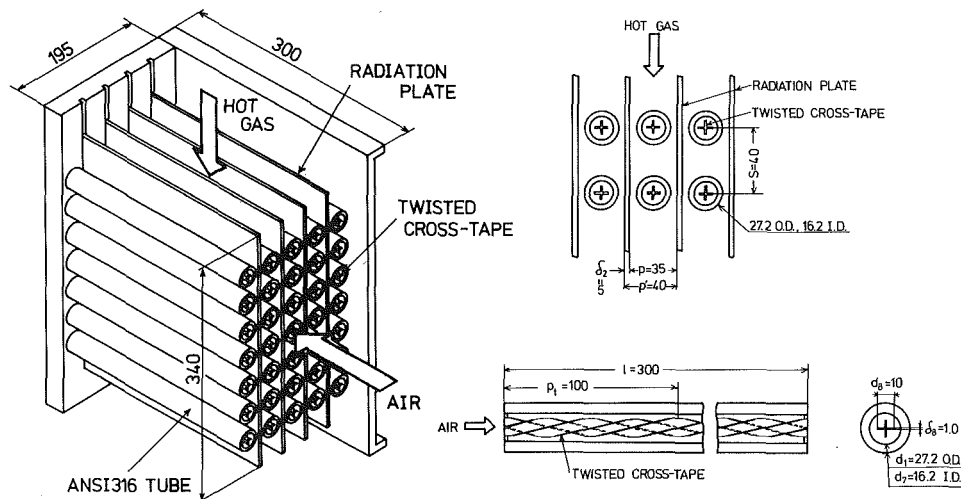 195
300
RADIATION
PLATE
HOT
GAS
TWISTED
CROSS-TAPE
340
AIR
ANSI316 TUBE
HOT GAS
RADIATION PLATE
TWISTED CROSS-TAPE
S=40
27.2 O.D., 16.2 I.D.
δ₂
=
5
p=35
p'=40
l=300
pₜ=100
AIR
TWISTED CROSS-TAPE
d₈=10
δ₈=1.0
d₁=27.2 O.D.
d₇=16.2 I.D.